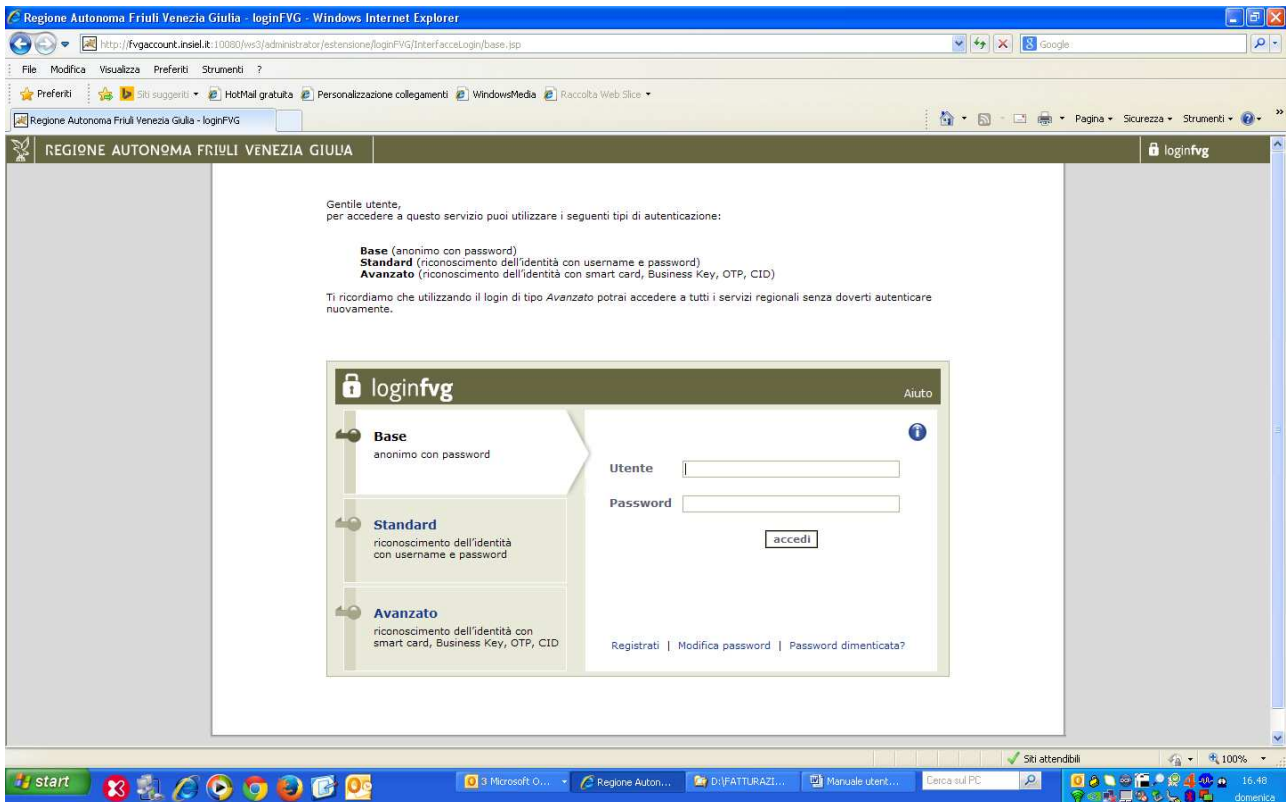 Regione Autonoma Friuli Venezia Giulia - loginFVG - Windows Internet Explorer
http://fvgaccount.insiel.it:10080/ws3/administrator/estensione/loginFVG/InterfacceLogin/base.jsp
Google
File Modifica Visualizza Preferiti Strumenti ?
Preferiti Siti suggeriti HotMail gratuita Personalizzazione collegamenti WindowsMedia Raccolta Web Slice
Regione Autonoma Friuli Venezia Giulia - loginFVG
Pagina Sicurezza Strumenti »
REGIONE AUTONOMA FRIULI VENEZIA GIULIA
loginfvg
Gentile utente,
per accedere a questo servizio puoi utilizzare i seguenti tipi di autenticazione:
Base (anonimo con password)
Standard (riconoscimento dell'identità con username e password)
Avanzato (riconoscimento dell'identità con smart card, Business Key, OTP, CID)
Ti ricordiamo che utilizzando il login di tipo Avanzato potrai accedere a tutti i servizi regionali senza doverti autenticare
nuovamente.
loginfvg
Aiuto
Base
anonimo con password
Utente
Password
accedi
Standard
riconoscimento dell'identità
con username e password
Avanzato
riconoscimento dell'identità con
smart card, Business Key, OTP, CID
Registrati | Modifica password | Password dimenticata?
Siti attendibili
100%
start
3 Microsoft O...
Regione Auton...
D:\FATTURAZI...
Manuale utent...
Cerca sul PC
16.48
domenica